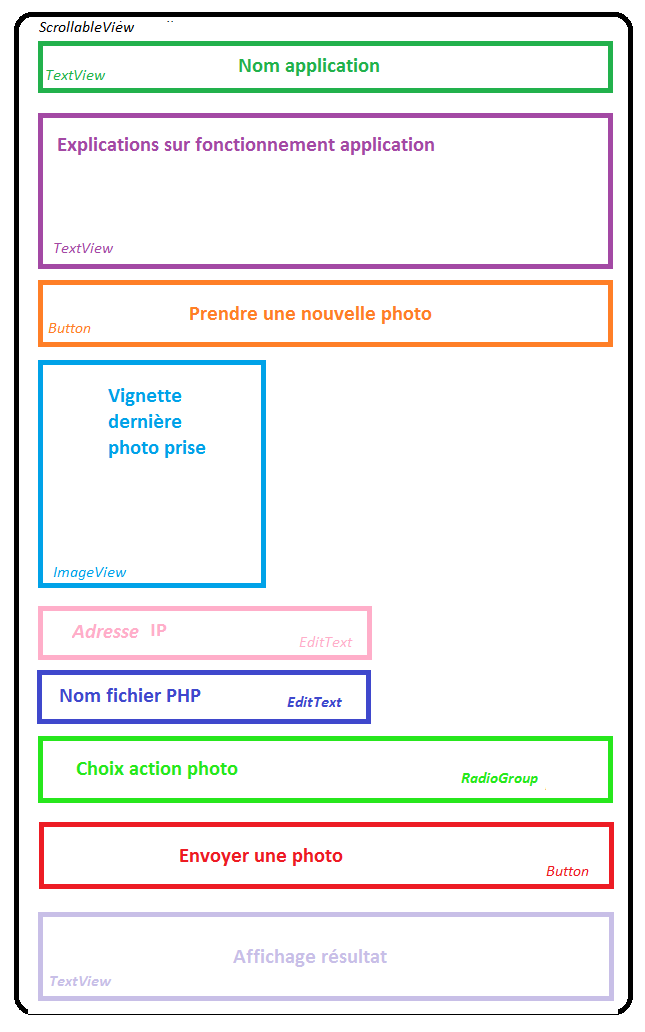 ScrollableView
Nom application
TextView
Explications sur fonctionnement application
TextView
Prendre une nouvelle photo
Button
Vignette
dernière
photo prise
ImageView
Adresse IP
EditText
Nom fichier PHP
EditText
Choix action photo
RadioGroup
Envoyer une photo
Button
Affichage résultat
TextView